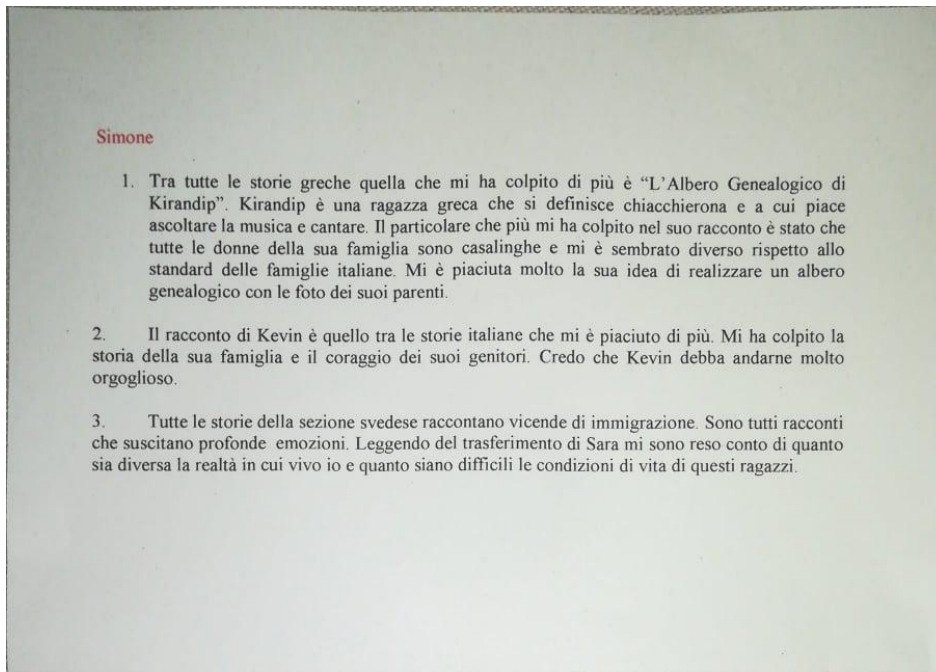 Simone
1. Tra tutte le storie greche quella che mi ha colpito di più è “L’Albero Genealogico di
Kirandip”. Kirandip è una ragazza greca che si definisce chiacchierona e a cui piace
ascoltare la musica e cantare. Il particolare che più mi ha colpito nel suo racconto è stato che
tutte le donne della sua famiglia sono casalinghe e mi è sembrato diverso rispetto allo
standard delle famiglie italiane. Mi è piaciuta molto la sua idea di realizzare un albero
genealogico con le foto dei suoi parenti.
2. Il racconto di Kevin è quello tra le storie italiane che mi è piaciuto di più. Mi ha colpito la
storia della sua famiglia e il coraggio dei suoi genitori. Credo che Kevin debba andarne molto
orgoglioso.
3. Tutte le storie della sezione svedese raccontano vicende di immigrazione. Sono tutti racconti
che suscitano profonde emozioni. Leggendo del trasferimento di Sara mi sono reso conto di quanto
sia diversa la realtà in cui vivo io e quanto siano difficili le condizioni di vita di questi ragazzi.